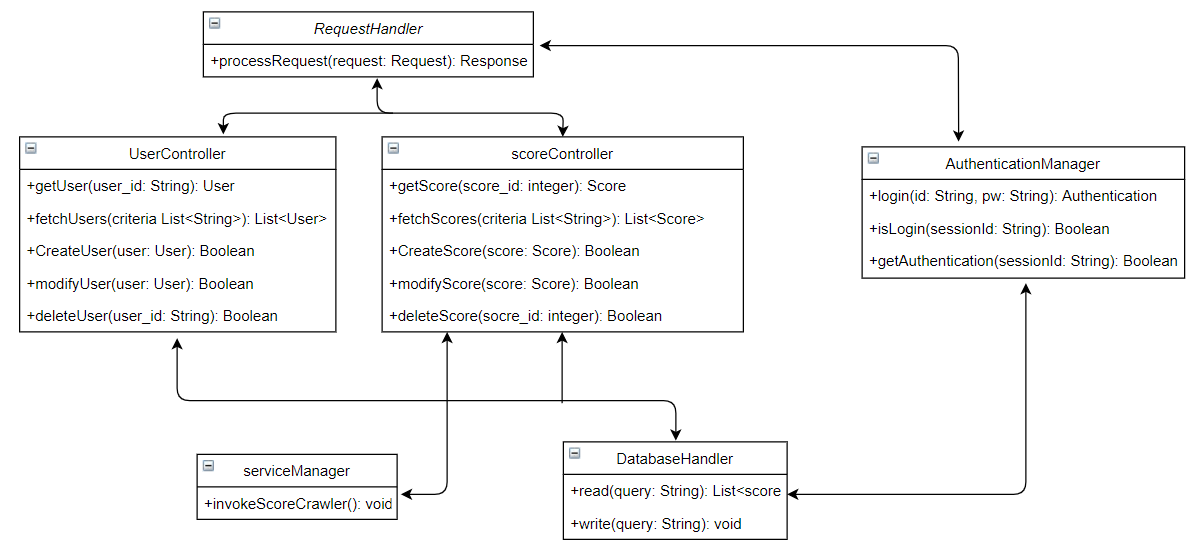 RequestHandler
+processRequest(request: Request): Response
UserController
+getUser(user_id: String): User
+fetchUsers(criteria List<String>): List<User>
+CreateUser(user: User): Boolean
+modifyUser(user: User): Boolean
+deleteUser(user_id: String): Boolean
scoreController
+getScore(score_id: integer): Score
+fetchScores(criteria List<String>): List<Score>
+CreateScore(score: Score): Boolean
+modifyScore(score: Score): Boolean
+deleteScore(socre_id: integer): Boolean
AuthenticationManager
+login(id: String, pw: String): Authentication
+isLogin(sessionId: String): Boolean
+getAuthentication(sessionId: String): Boolean
serviceManager
+invokeScoreCrawler(): void
DatabaseHandler
+read(query: String): List<score
+write(query: String): void